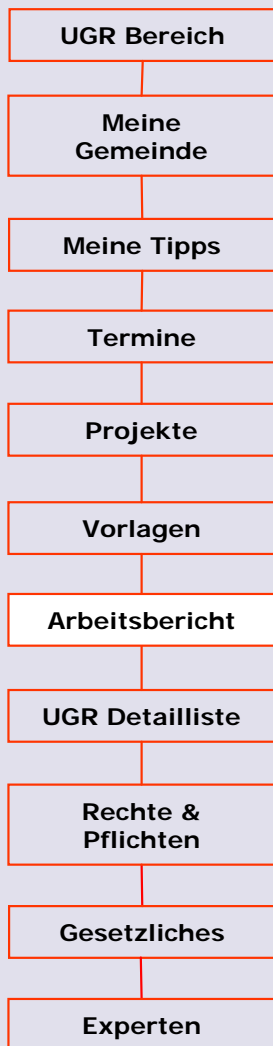 UGR Bereich
Meine
Gemeinde
Meine Tipps
Termine
Projekte
Vorlagen
Arbeitsbericht
UGR Detailliste
Rechte &
Pflichten
Gesetzliches
Experten